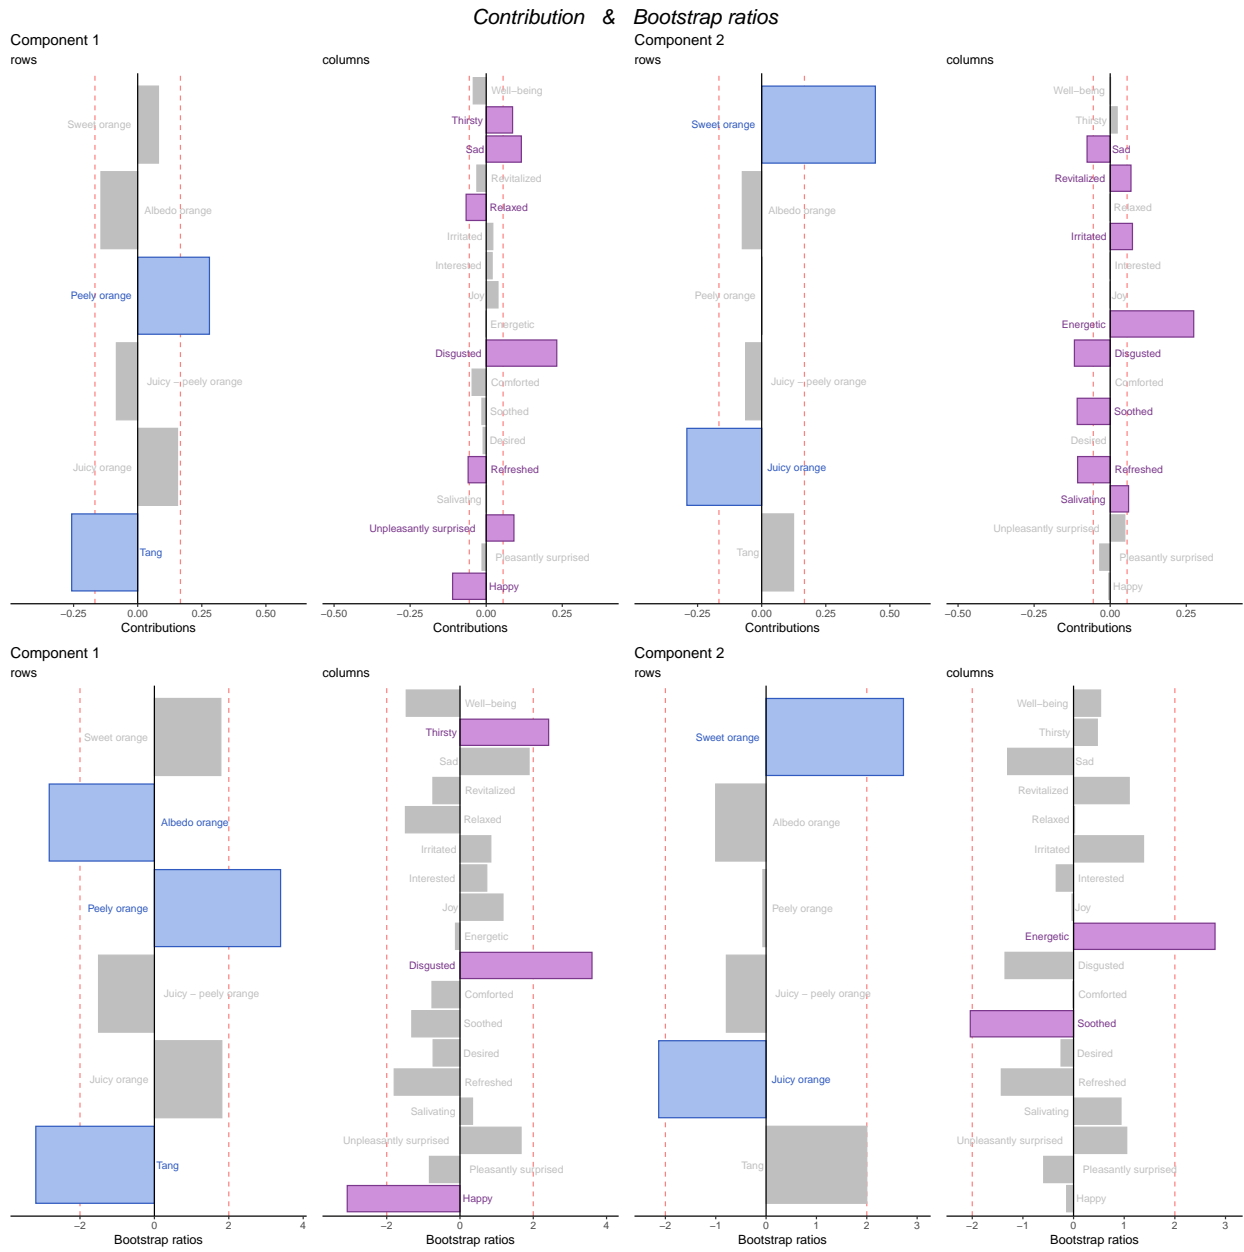 Contribution & Bootstrap ratios
Component 1
rows
Sweet orange
Albedo orange
Peely orange
Juicy − peely orange
Juicy orange
Tang
−0.25 0.00 0.25 0.50
Contributions
columns
Well−being
Thirsty
Sad
Revitalized
Relaxed
Irritated
Interested
Joy
Energetic
Disgusted
Comforted
Soothed
Desired
Refreshed
Salivating
Unpleasantly surprised
Pleasantly surprised
Happy
−0.50 −0.25 0.00 0.25
Contributions
Component 2
rows
Sweet orange
Albedo orange
Peely orange
Juicy − peely orange
Juicy orange
Tang
−0.25 0.00 0.25 0.50
Contributions
columns
Well−being
Thirsty
Sad
Revitalized
Relaxed
Irritated
Interested
Joy
Energetic
Disgusted
Comforted
Soothed
Desired
Refreshed
Salivating
Unpleasantly surprised
Pleasantly surprised
Happy
−0.50 −0.25 0.00 0.25
Contributions
Component 1
rows
Sweet orange
Albedo orange
Peely orange
Juicy − peely orange
Juicy orange
Tang
−2 0 2 4
Bootstrap ratios
columns
Well−being
Thirsty
Sad
Revitalized
Relaxed
Irritated
Interested
Joy
Energetic
Disgusted
Comforted
Soothed
Desired
Refreshed
Salivating
Unpleasantly surprised
Pleasantly surprised
Happy
−2 0 2 4
Bootstrap ratios
Component 2
rows
Sweet orange
Albedo orange
Peely orange
Juicy − peely orange
Juicy orange
Tang
−2 −1 0 1 2 3
Bootstrap ratios
columns
Well−being
Thirsty
Sad
Revitalized
Relaxed
Irritated
Interested
Joy
Energetic
Disgusted
Comforted
Soothed
Desired
Refreshed
Salivating
Unpleasantly surprised
Pleasantly surprised
Happy
−2 −1 0 1 2 3
Bootstrap ratios